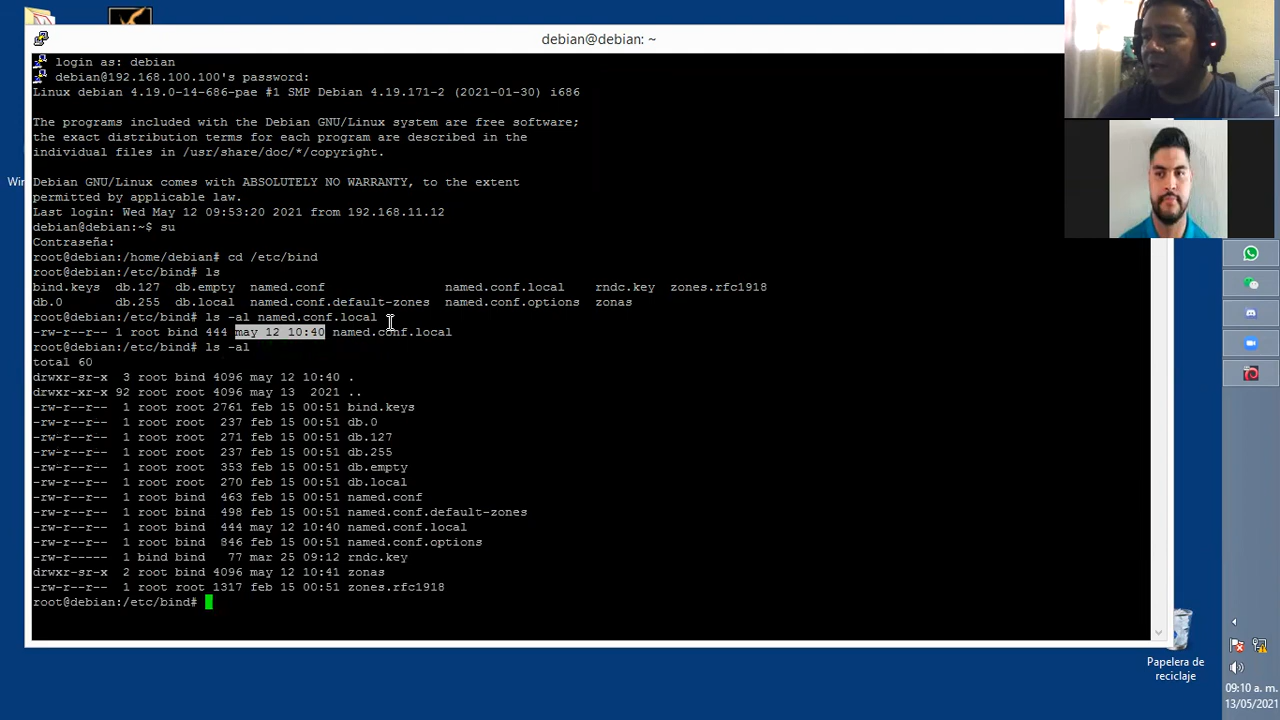 debian@debian: ~
login as: debian
debian@192.168.100.100's password:
Linux debian 4.19.0-14-686-pae #1 SMP Debian 4.19.171-2 (2021-01-30) i686
The programs included with the Debian GNU/Linux system are free software;
the exact distribution terms for each program are described in the
individual files in /usr/share/doc/*/copyright.
Debian GNU/Linux comes with ABSOLUTELY NO WARRANTY, to the extent
permitted by applicable law.
Last login: Wed May 12 09:53:20 2021 from 192.168.11.12
debian@debian:~$ su
Contraseña:
root@debian:/home/debian# cd /etc/bind
root@debian:/etc/bind# ls
bind.keys  db.127  db.empty  named.conf                named.conf.local    rndc.key  zones.rfc1918
db.0       db.255  db.local  named.conf.default-zones  named.conf.options  zonas
root@debian:/etc/bind# ls -al named.conf.local
-rw-r--r-- 1 root bind 444 may 12 10:40 named.conf.local
root@debian:/etc/bind# ls -al
total 60
drwxr-sr-x  3 root bind 4096 may 12 10:40 .
drwxr-xr-x 92 root root 4096 may 13  2021 ..
-rw-r--r--  1 root root 2761 feb 15 00:51 bind.keys
-rw-r--r--  1 root root  237 feb 15 00:51 db.0
-rw-r--r--  1 root root  271 feb 15 00:51 db.127
-rw-r--r--  1 root root  237 feb 15 00:51 db.255
-rw-r--r--  1 root root  353 feb 15 00:51 db.empty
-rw-r--r--  1 root root  270 feb 15 00:51 db.local
-rw-r--r--  1 root bind  463 feb 15 00:51 named.conf
-rw-r--r--  1 root bind  498 feb 15 00:51 named.conf.default-zones
-rw-r--r--  1 root bind  444 may 12 10:40 named.conf.local
-rw-r--r--  1 root bind  846 feb 15 00:51 named.conf.options
-rw-r-----  1 bind bind   77 mar 25 09:12 rndc.key
drwxr-sr-x  2 root bind 4096 may 12 10:41 zonas
-rw-r--r--  1 root root 1317 feb 15 00:51 zones.rfc1918
root@debian:/etc/bind#
Papelera de
reciclaje
09:10 a. m.
13/05/2021